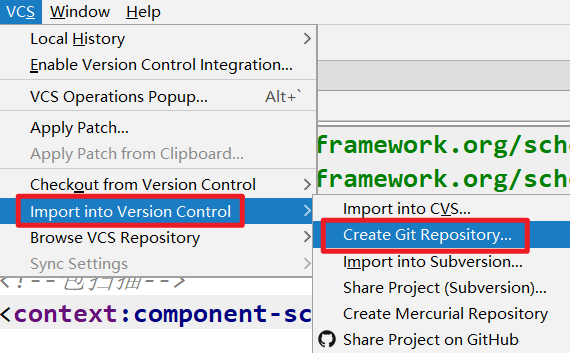 VCS Window Help
Local History
Enable Version Control Integration...
VCS Operations Popup... Alt+`
Apply Patch...
Apply Patch from Clipboard...
Checkout from Version Control
Import into Version Control
Browse VCS Repository
Sync Settings
Import into CVS...
Create Git Repository...
Import into Subversion...
Share Project (Subversion)...
Create Mercurial Repository
Share Project on GitHub
framework.org/sch
framework.org/sch
<!--包扫描-->
<context:component-sc